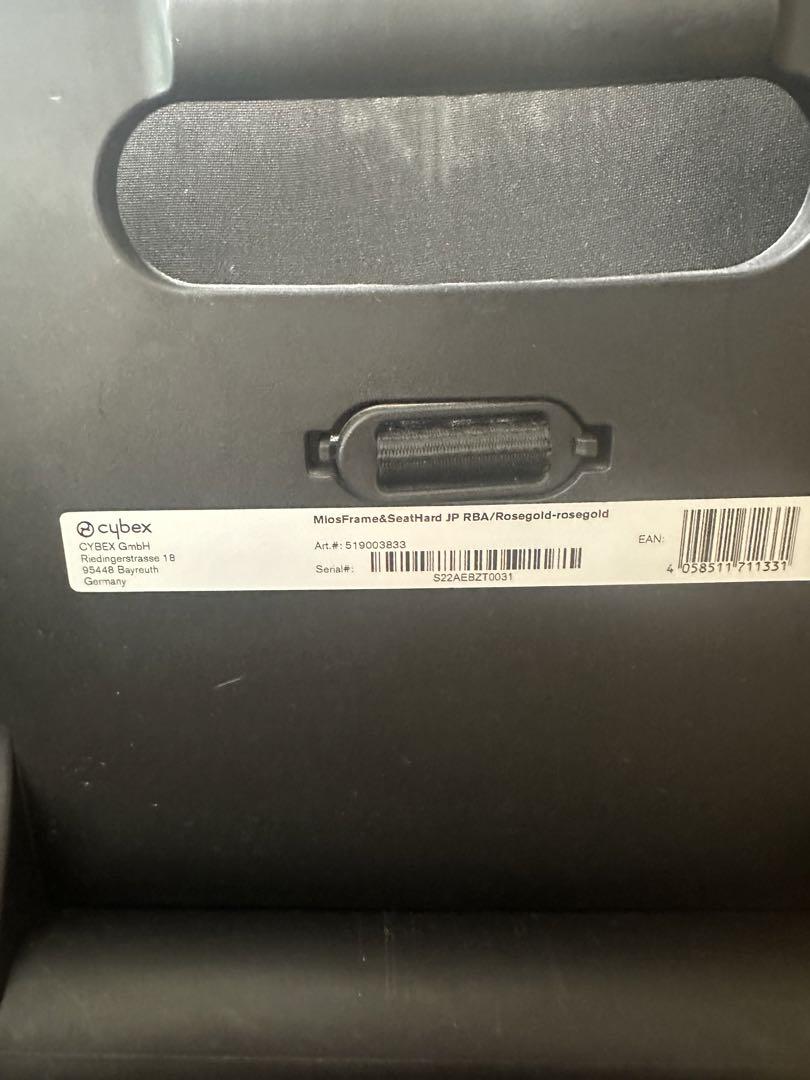 cybex
CYBEX GmbH
Riedingerstrasse 18
95448 Bayreuth
Germany
MiosFrame&SeatHard JP RBA/Rosegold-rosegold
Art.#: 519003833
Serial#:
S22AEBZT0031
EAN:
4 058511 711331